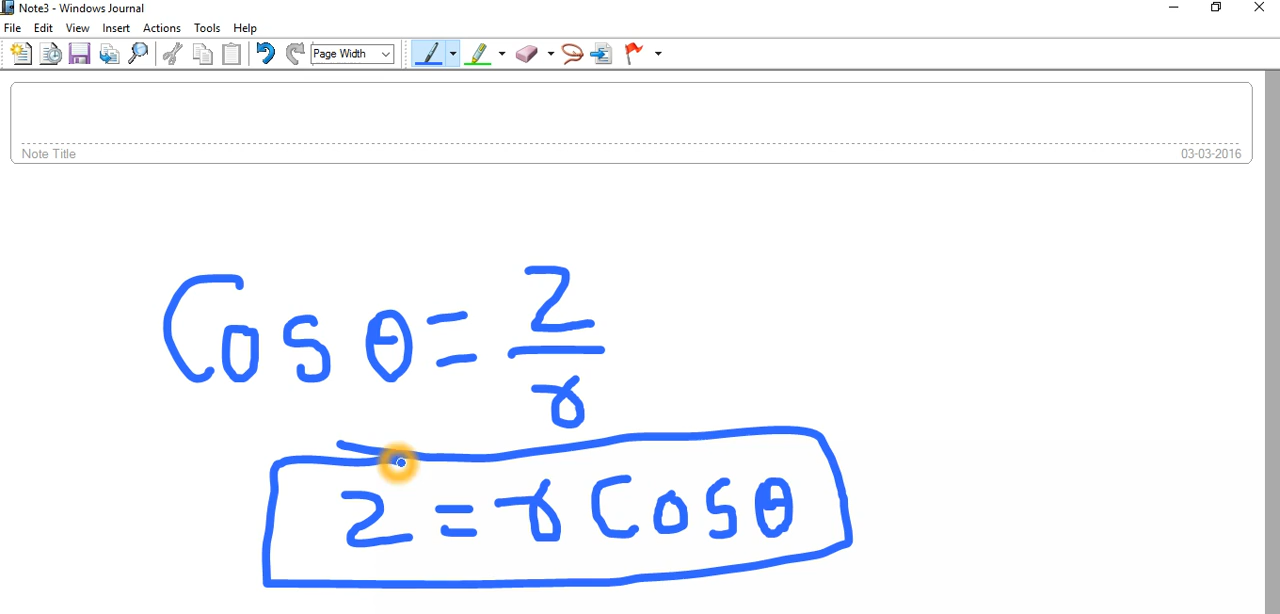 Note3 - Windows Journal
File Edit View Insert Actions Tools Help
Page Width
Note Title
03-03-2016
Cos θ = z/r
z = r Cos θ